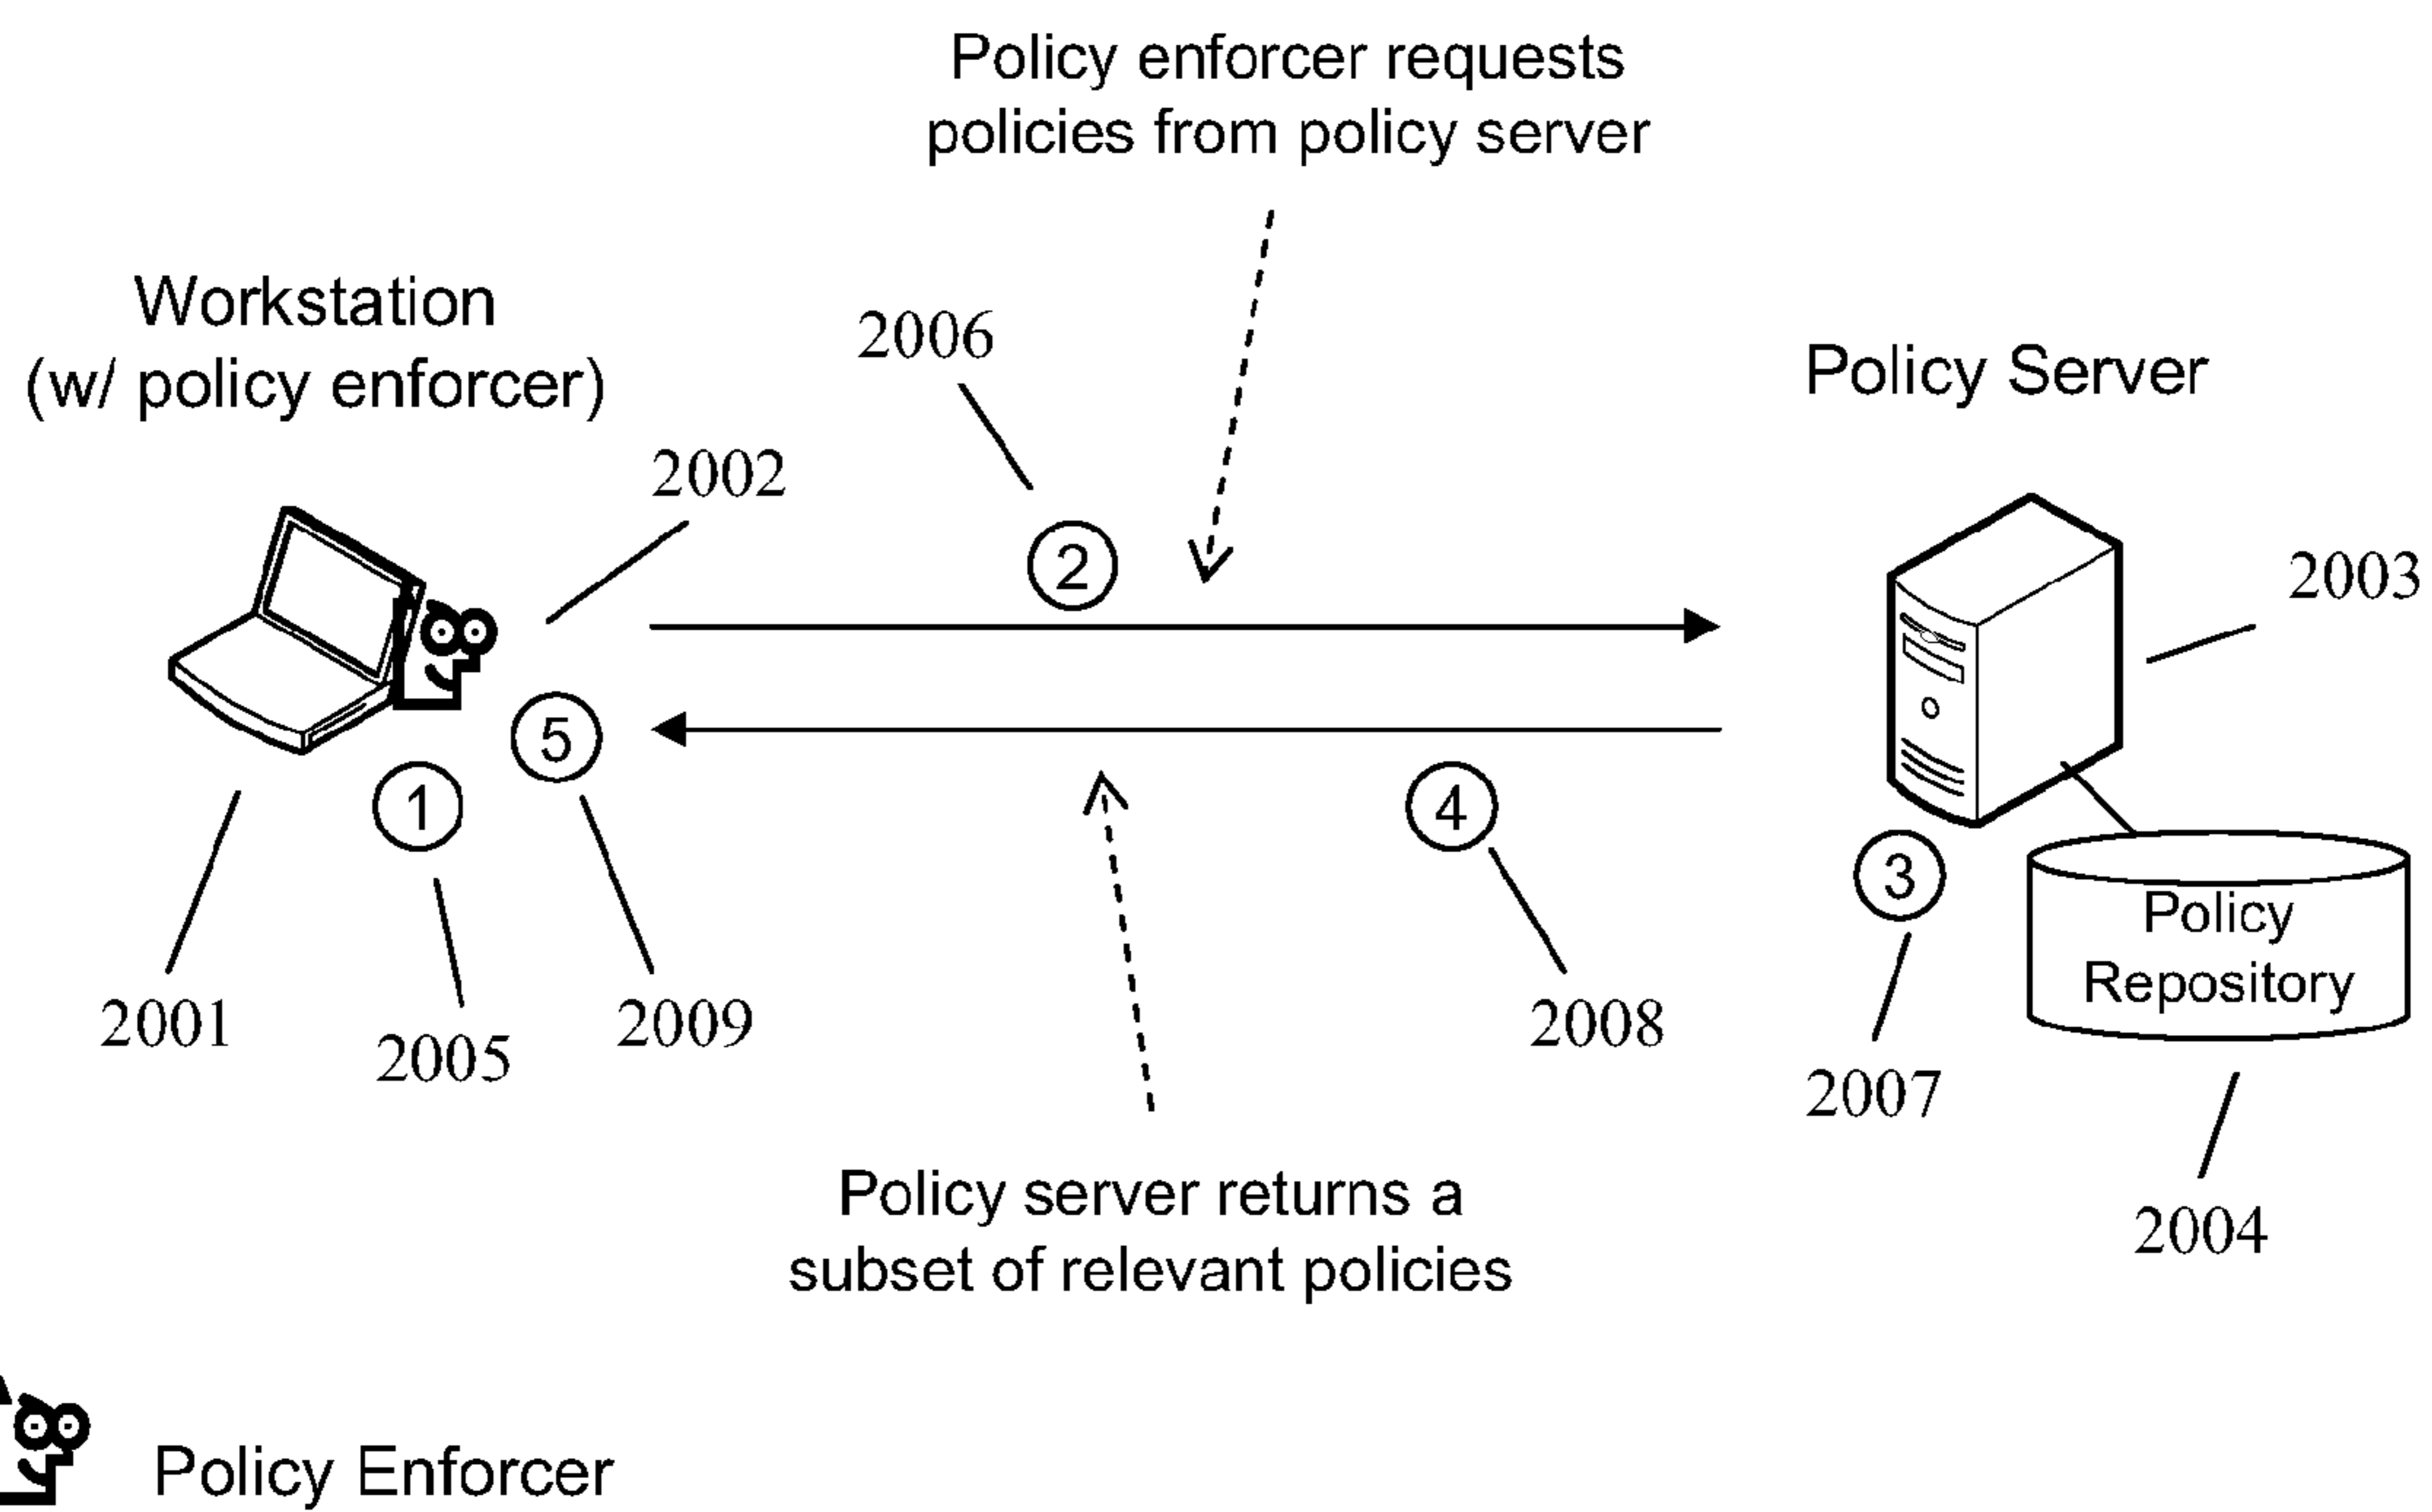 Policy enforcer requests
policies from policy server
Workstation
(w/ policy enforcer)
2006
Policy Server
2002
2
2003
5
1
4
3
Policy
Repository
2001
2005
2009
2008
2007
2004
Policy server returns a
subset of relevant policies
Policy Enforcer